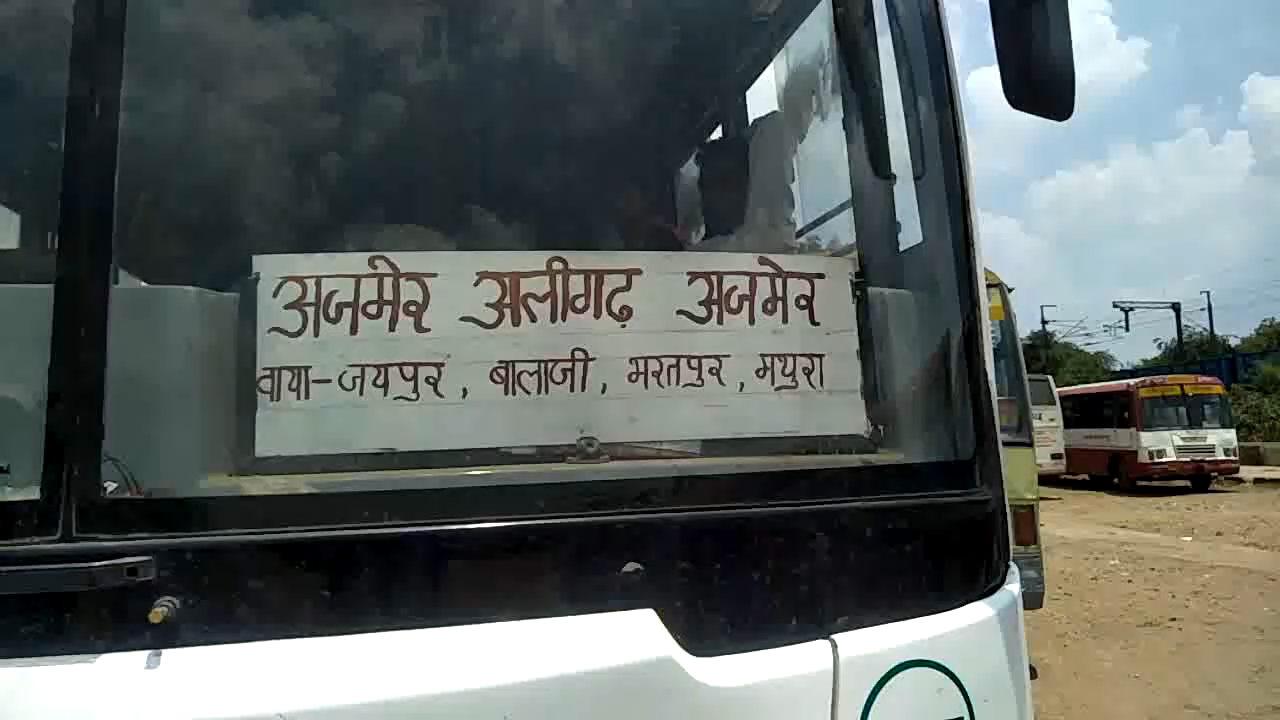 अजमेर अलीगढ़ अजमेर
वाया-जयपुर, बालाजी, भरतपुर, मथुरा